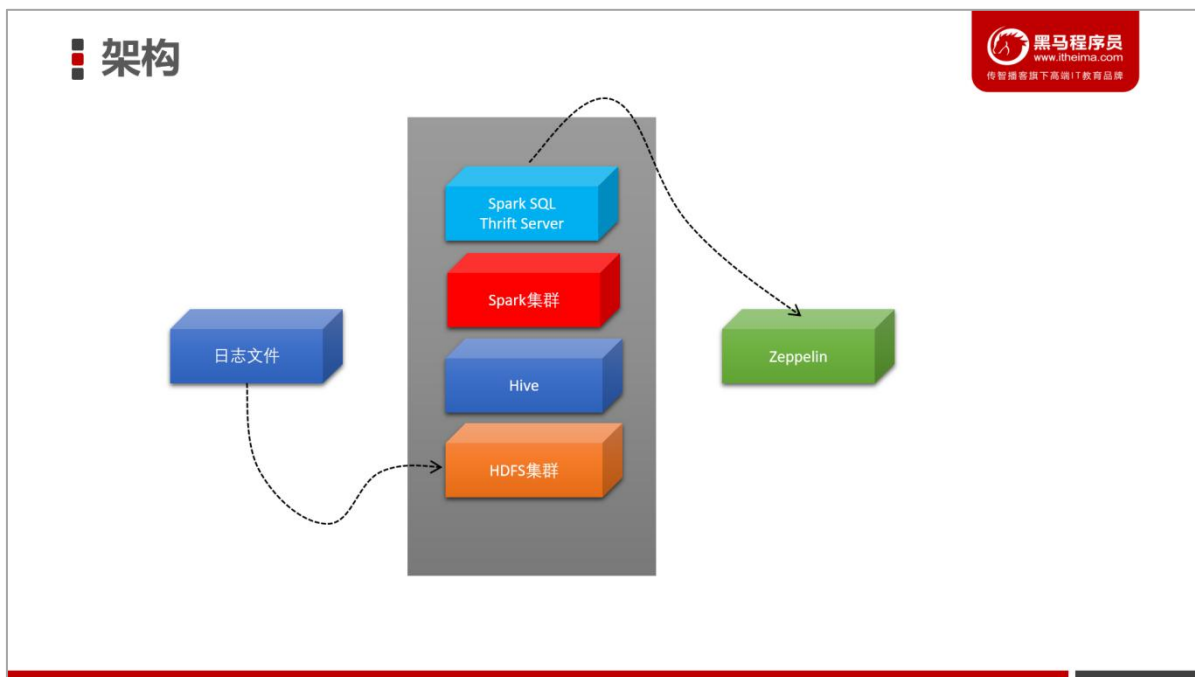 架构
黑马程序员
www.itheima.com
传智播客旗下高端IT教育品牌
Spark SQL
Thrift Server
Spark集群
日志文件
Zeppelin
Hive
HDFS集群